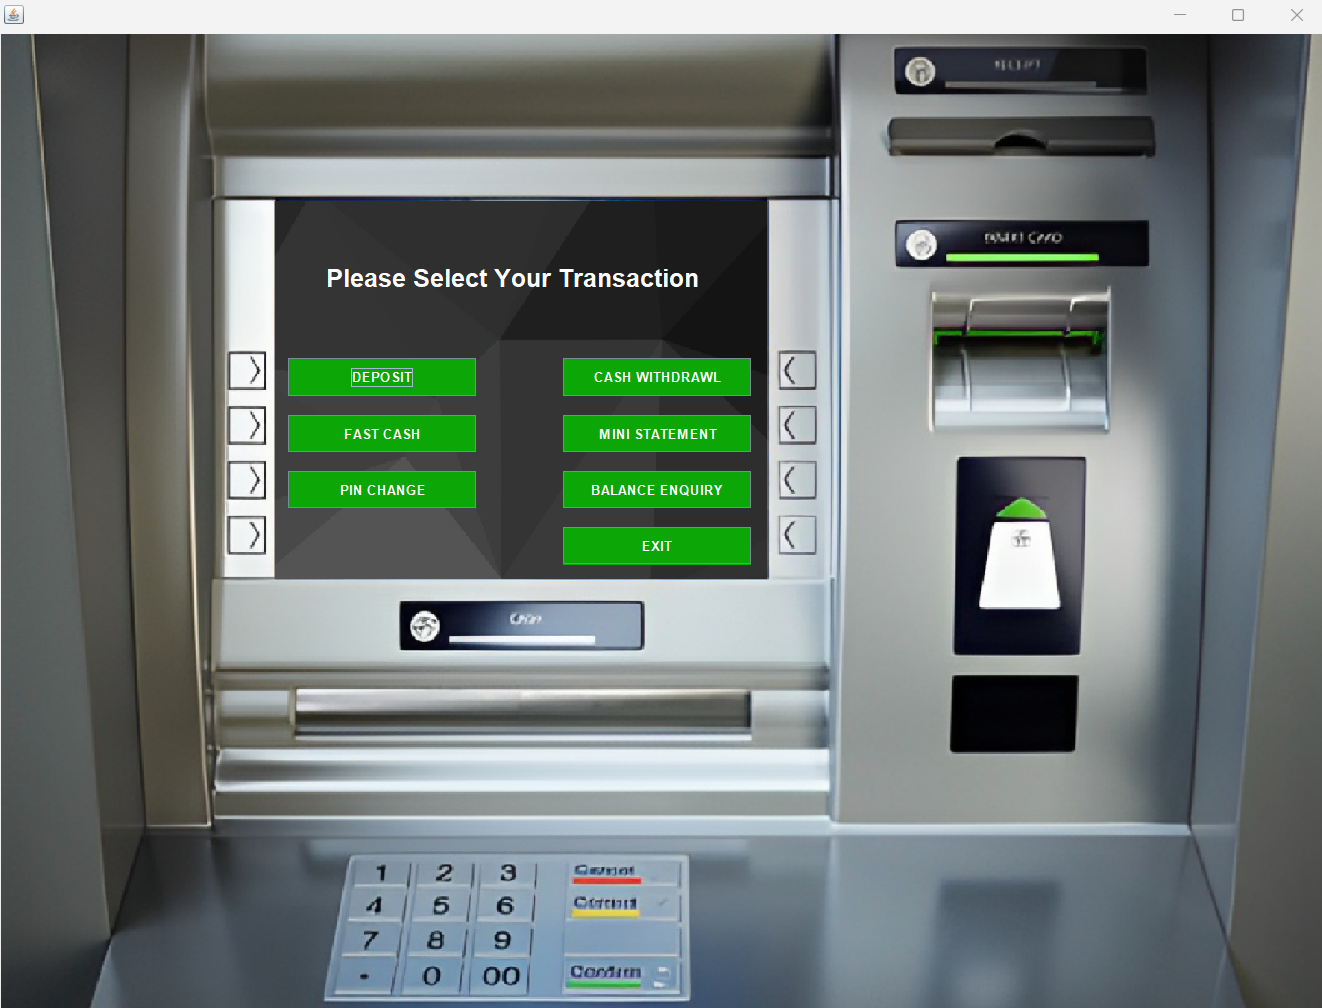 Please Select Your Transaction
DEPOSIT
CASH WITHDRAWL
FAST CASH
MINI STATEMENT
PIN CHANGE
BALANCE ENQUIRY
EXIT
1 2 3
4 5 6
7 8 9
0 00
Confirm